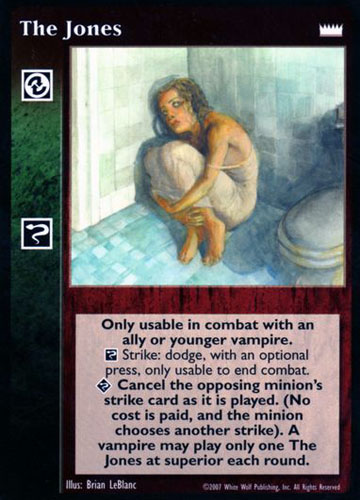 The Jones
Only usable in combat with an
ally or younger vampire.
Strike: dodge, with an optional
press, only usable to end combat.
Cancel the opposing minion's
strike card as it is played. (No
cost is paid, and the minion
chooses another strike). A
vampire may play only one The
Jones at superior each round.
Illus: Brian LeBlanc
©2007 White Wolf Publishing, Inc. All Rights Reserved